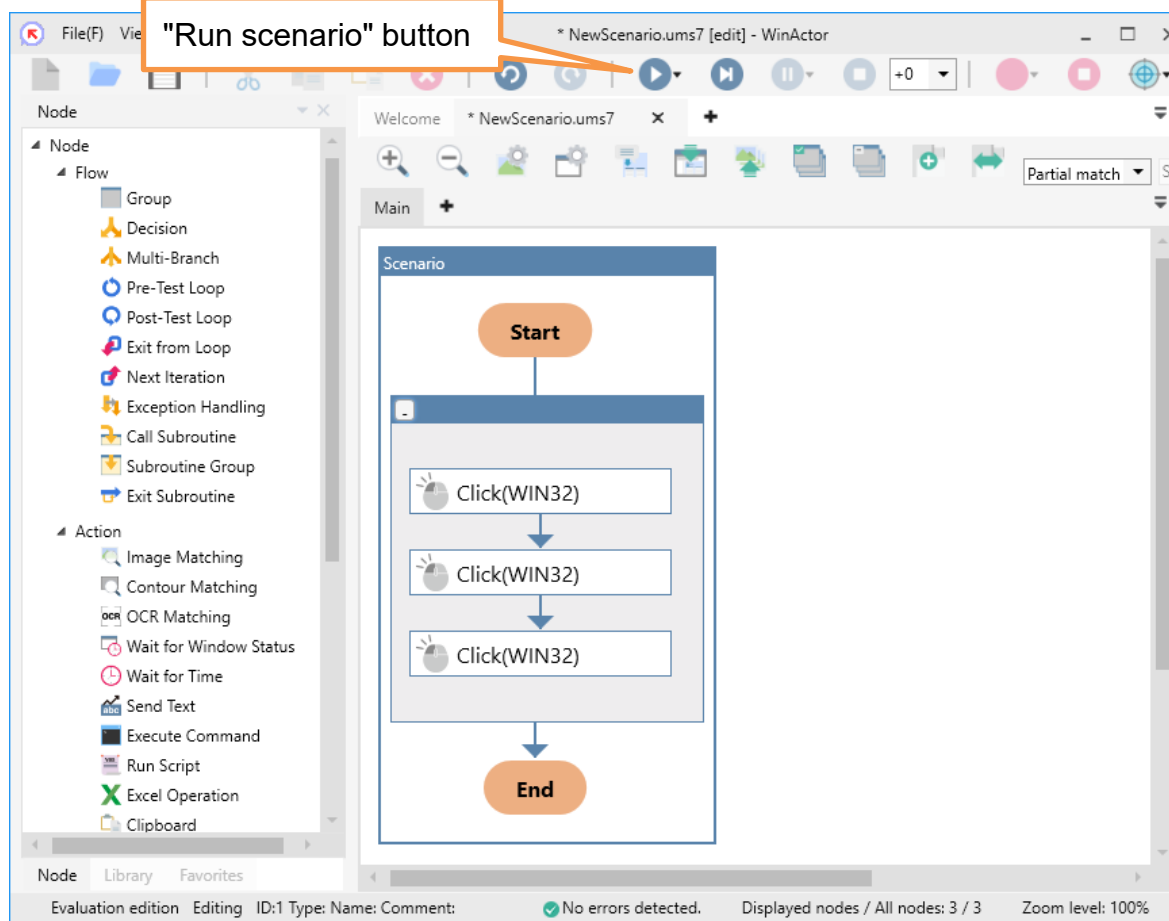 "Run scenario" button
File(F) Vie
* NewScenario.ums7 [edit] - WinActor
+0
Node
Welcome
* NewScenario.ums7
Node
Flow
Group
Decision
Multi-Branch
Pre-Test Loop
Post-Test Loop
Exit from Loop
Next Iteration
Exception Handling
Call Subroutine
Subroutine Group
Exit Subroutine
Action
Image Matching
Contour Matching
OCR OCR Matching
Wait for Window Status
Wait for Time
abc Send Text
Execute Command
Run Script
Excel Operation
Clipboard
Node Library Favorites
Partial match
S
Main
Scenario
Start
Click(WIN32)
Click(WIN32)
Click(WIN32)
End
Evaluation edition Editing ID:1 Type: Name: Comment:
No errors detected.
Displayed nodes / All nodes: 3 / 3
Zoom level: 100%